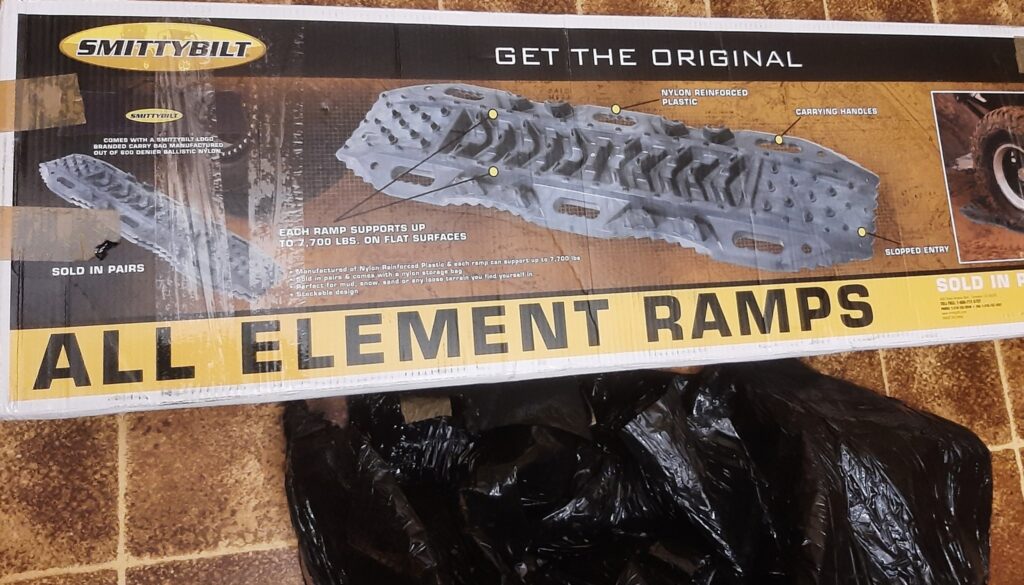 SMITTYBILT
GET THE ORIGINAL
SMITTYBILT
COMES WITH A SMITTYBILT LOGO
BRANDED CARRY BAG MANUFACTURED
OUT OF 600 DENIER BALLISTIC NYLON
NYLON REINFORCED
PLASTIC
CARRYING HANDLES
EACH RAMP SUPPORTS UP
TO 7,700 LBS. ON FLAT SURFACES
SLOPPED ENTRY
SOLD IN PAIRS
• Manufactured of Nylon Reinforced Plastic & each ramp can support up to 7,700 lbs
• Sold in pairs & comes with a nylon storage bag
• Perfect for mud, snow, sand or any loose terrain you find yourself in
• Stackable design
ALL ELEMENT RAMPS
SOLD IN P